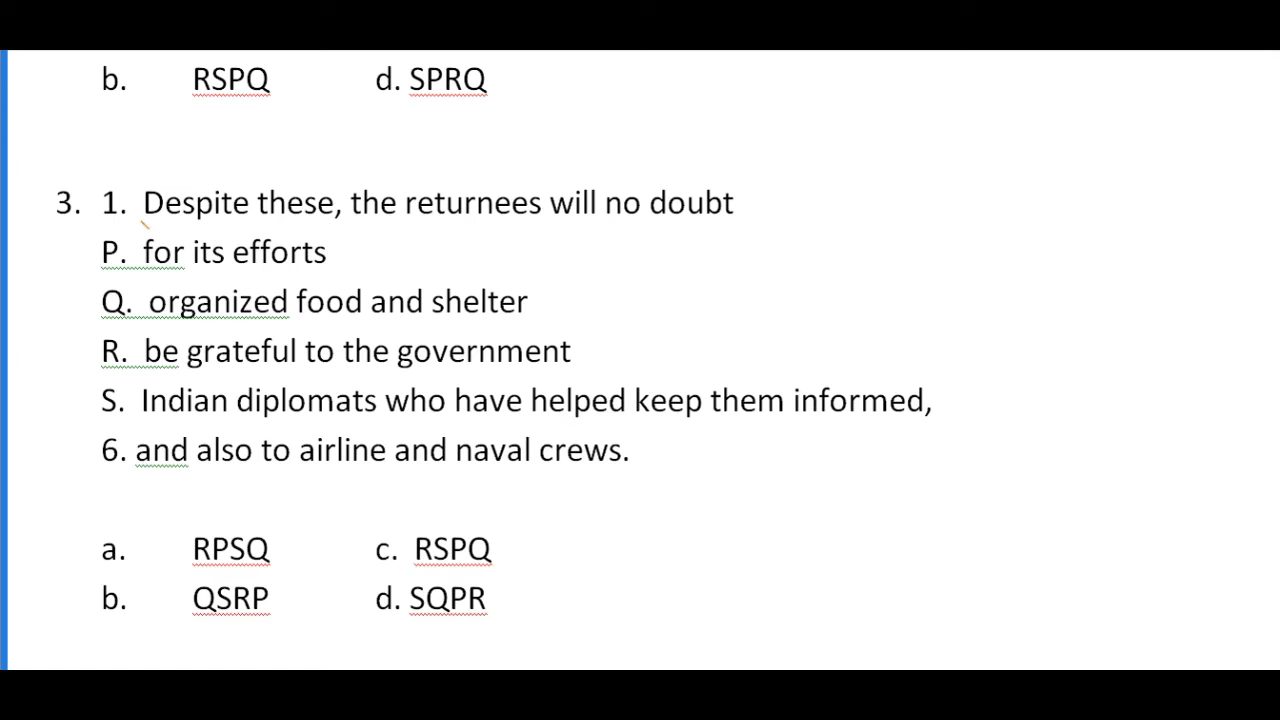 b. RSPQ d. SPRQ
3. 1. Despite these, the returnees will no doubt
P. for its efforts
Q. organized food and shelter
R. be grateful to the government
S. Indian diplomats who have helped keep them informed,
6. and also to airline and naval crews.
a. RPSQ c. RSPQ
b. QSRP d. SQPR